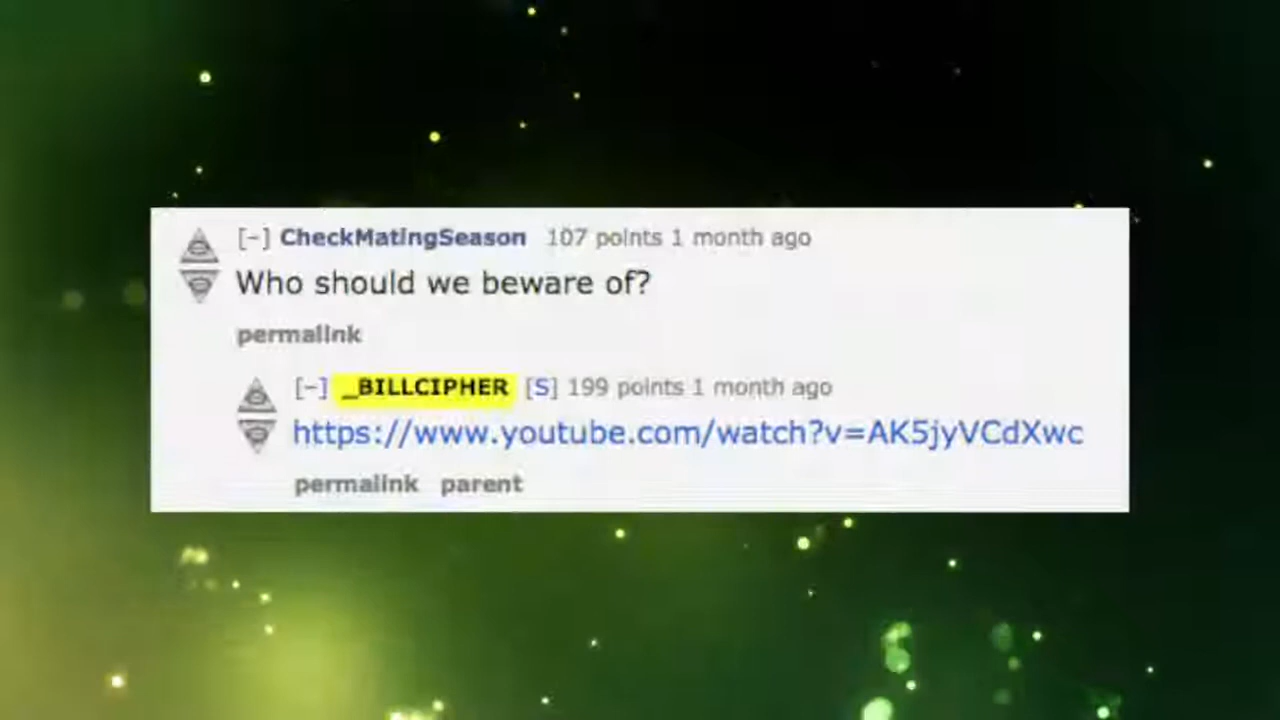 [-] CheckMatingSeason 107 points 1 month ago
Who should we beware of?
permalink
[-] _BILLCIPHER [S] 199 points 1 month ago
https://www.youtube.com/watch?v=AK5jyVCdXwc
permalink parent